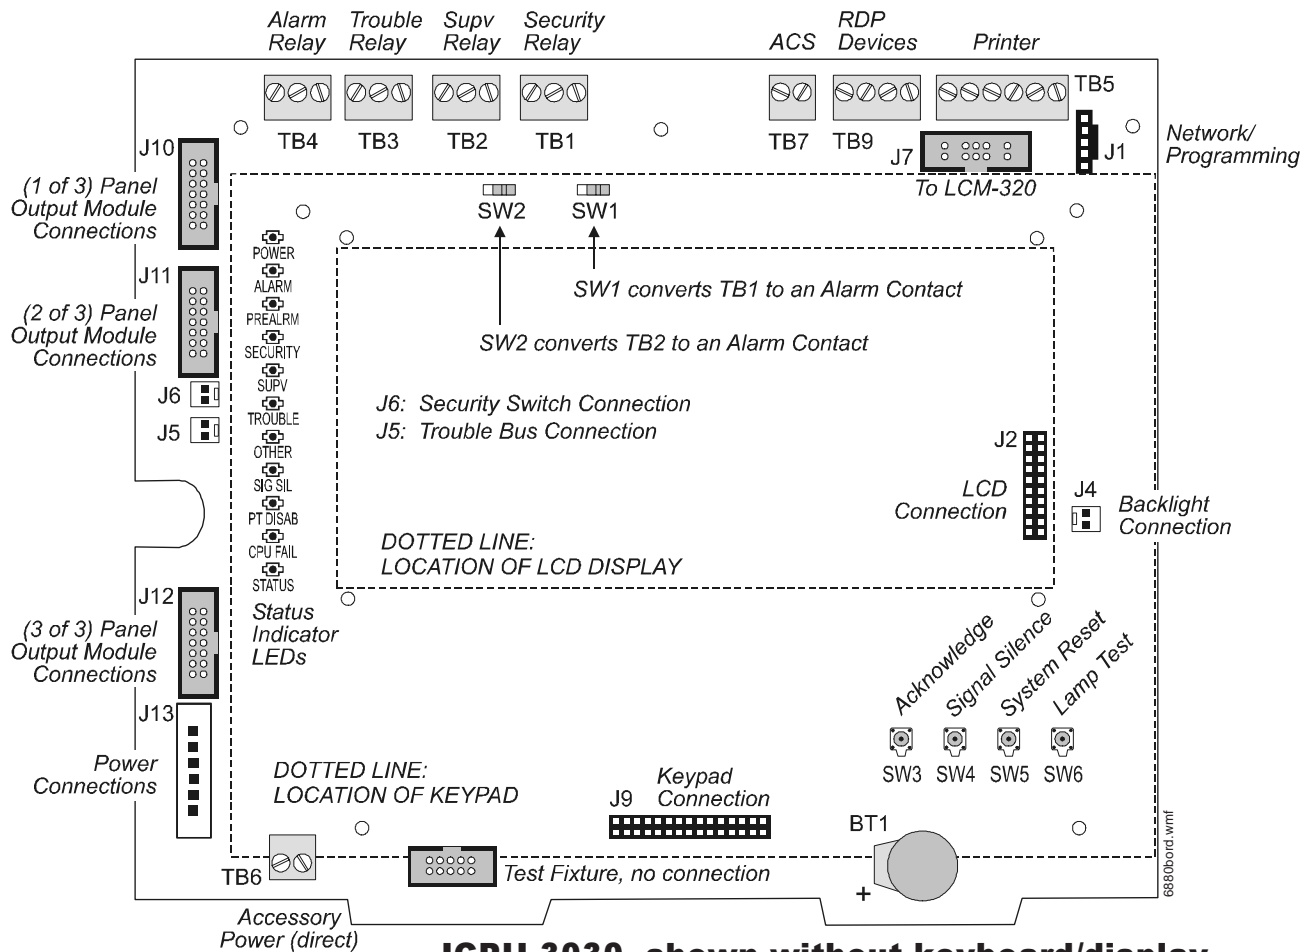 Alarm Relay
Trouble Relay
Supv Relay
Security Relay
ACS
RDP Devices
Printer
TB4
TB3
TB2
TB1
TB7
TB9
TB5
J7
J1
Network/
Programming
To LCM-320
J10
(1 of 3) Panel
Output Module
Connections
J11
(2 of 3) Panel
Output Module
Connections
J6
J5
SW2
SW1
SW1 converts TB1 to an Alarm Contact
SW2 converts TB2 to an Alarm Contact
POWER
ALARM
PREALRM
SECURITY
SUPV
TROUBLE
OTHER
SIG SIL
PT DISAB
CPU FAIL
STATUS
Status
Indicator
LEDs
J6: Security Switch Connection
J5: Trouble Bus Connection
J2
LCD
Connection
J4
Backlight
Connection
DOTTED LINE:
LOCATION OF LCD DISPLAY
J12
(3 of 3) Panel
Output Module
Connections
J13
Power
Connections
Acknowledge
Signal Silence
System Reset
Lamp Test
SW3
SW4
SW5
SW6
DOTTED LINE:
LOCATION OF KEYPAD
Keypad
Connection
J9
BT1
+
TB6
Test Fixture, no connection
Accessory
Power (direct)
6880bord.wmf